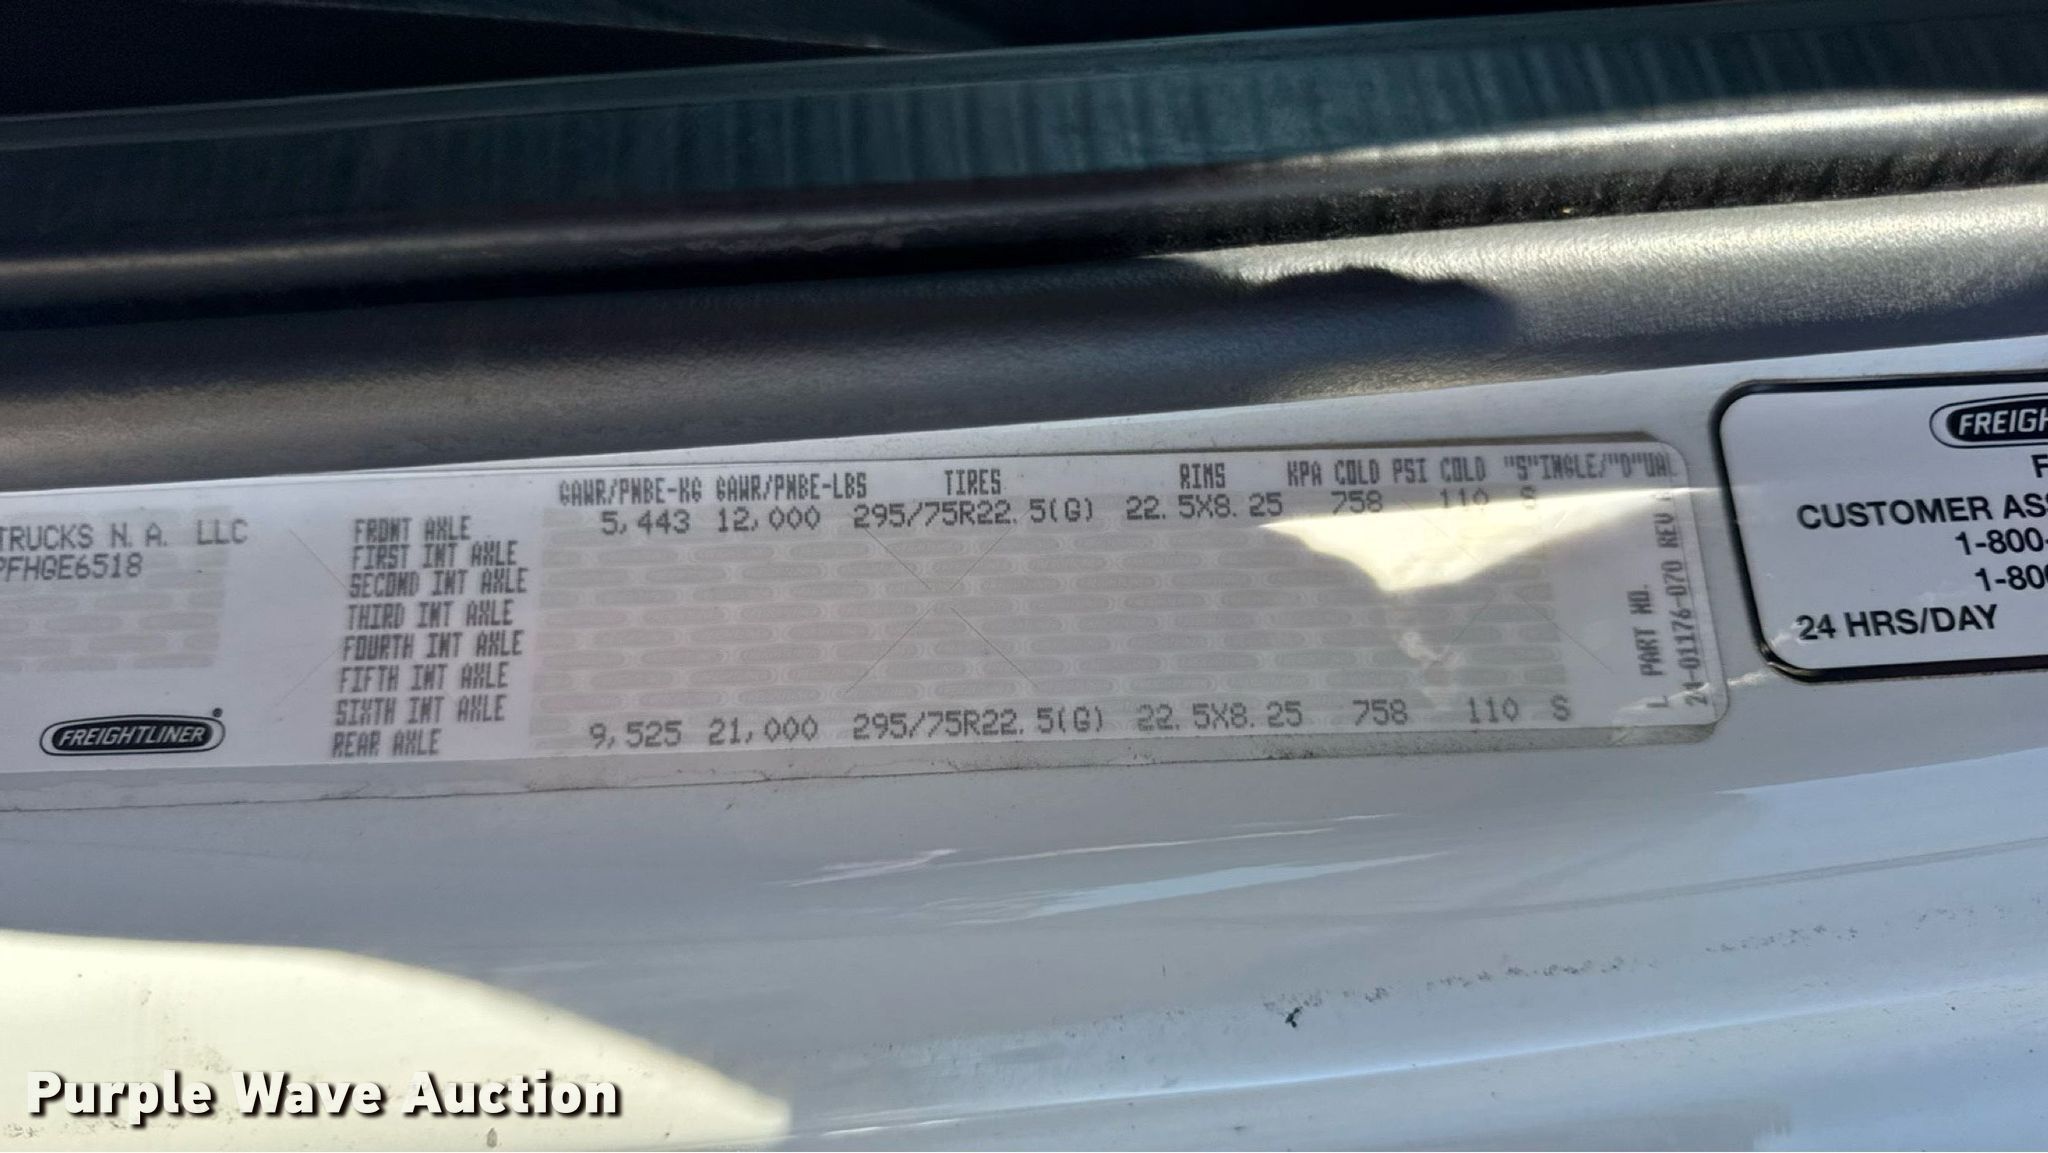 GAWR/PNBE-KG GAWR/PNBE-LBS TIRES RIMS KPA COLD PSI COLD "S"INGLE/"D"UAL
TRUCKS N. A. LLC
PFHGE6518
FREIGHTLINER
FRONT AXLE 5,443 12,000 295/75R22.5(G) 22.5X8.25 758 110 S
FIRST INT AXLE
SECOND INT AXLE
THIRD INT AXLE
FOURTH INT AXLE
FIFTH INT AXLE
SIXTH INT AXLE
REAR AXLE 9,525 21,000 295/75R22.5(G) 22.5X8.25 758 110 S
L PART NO.
24-01176-070 REV
FREIGH
F
CUSTOMER ASS
1-800-
1-800
24 HRS/DAY
Purple Wave Auction